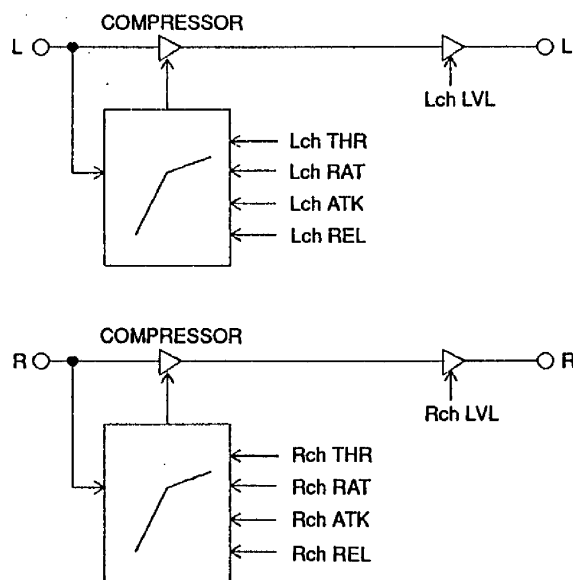 COMPRESSOR
L L
Lch LVL
Lch THR
Lch RAT
Lch ATK
Lch REL
COMPRESSOR
R R
Rch LVL
Rch THR
Rch RAT
Rch ATK
Rch REL